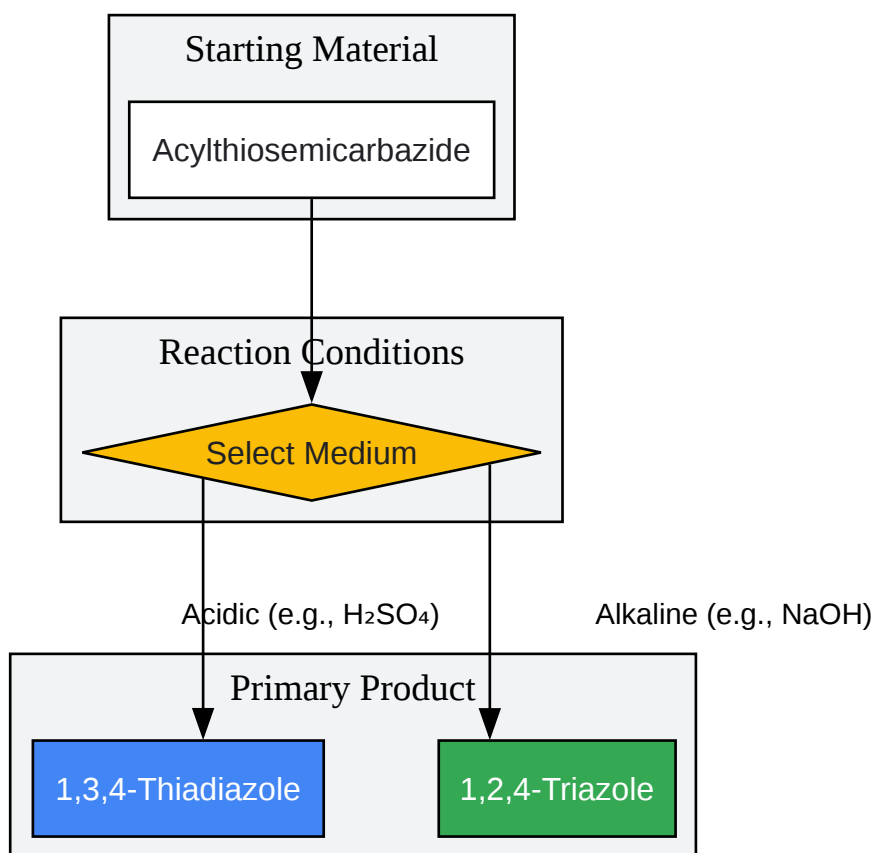 Starting Material
Acylthiosemicarbazide
Reaction Conditions
Select Medium
Acidic (e.g., H₂SO₄)
Alkaline (e.g., NaOH)
Primary Product
1,3,4-Thiadiazole
1,2,4-Triazole